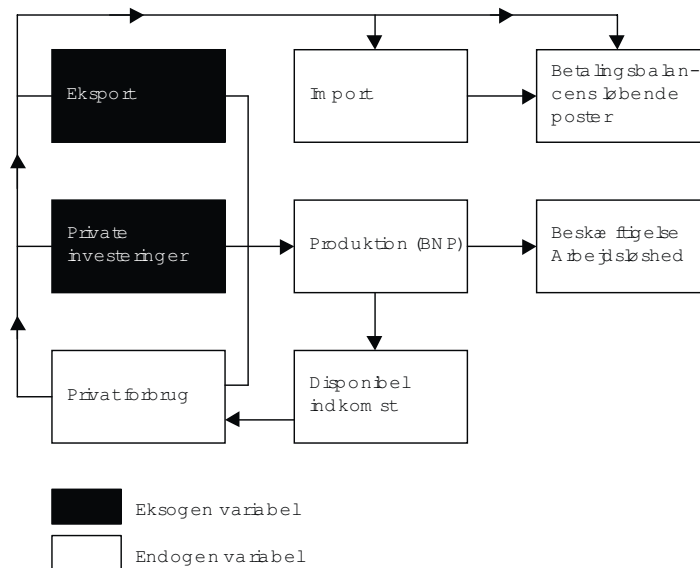 Eksport
Import
Betalingsbalan-
cens løbende
poster
Private
investeringer
Produktion (BNP)
Beskæftigelse
Arbejdsløshed
Privatforbrug
Disponibel
indkomst
Eksogen variabel
Endogen variabel